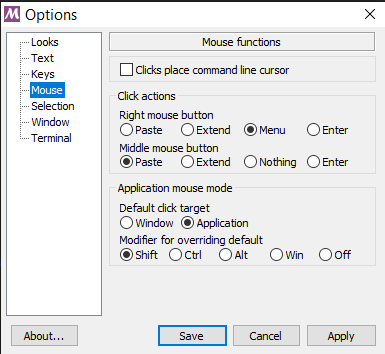 Options
Looks
Text
Keys
Mouse
Selection
Window
Terminal
Mouse functions
Clicks place command line cursor
Click actions
Right mouse button
Paste Extend Menu Enter
Middle mouse button
Paste Extend Nothing Enter
Application mouse mode
Default click target
Window Application
Modifier for overriding default
Shift Ctrl Alt Win Off
About... Save Cancel Apply